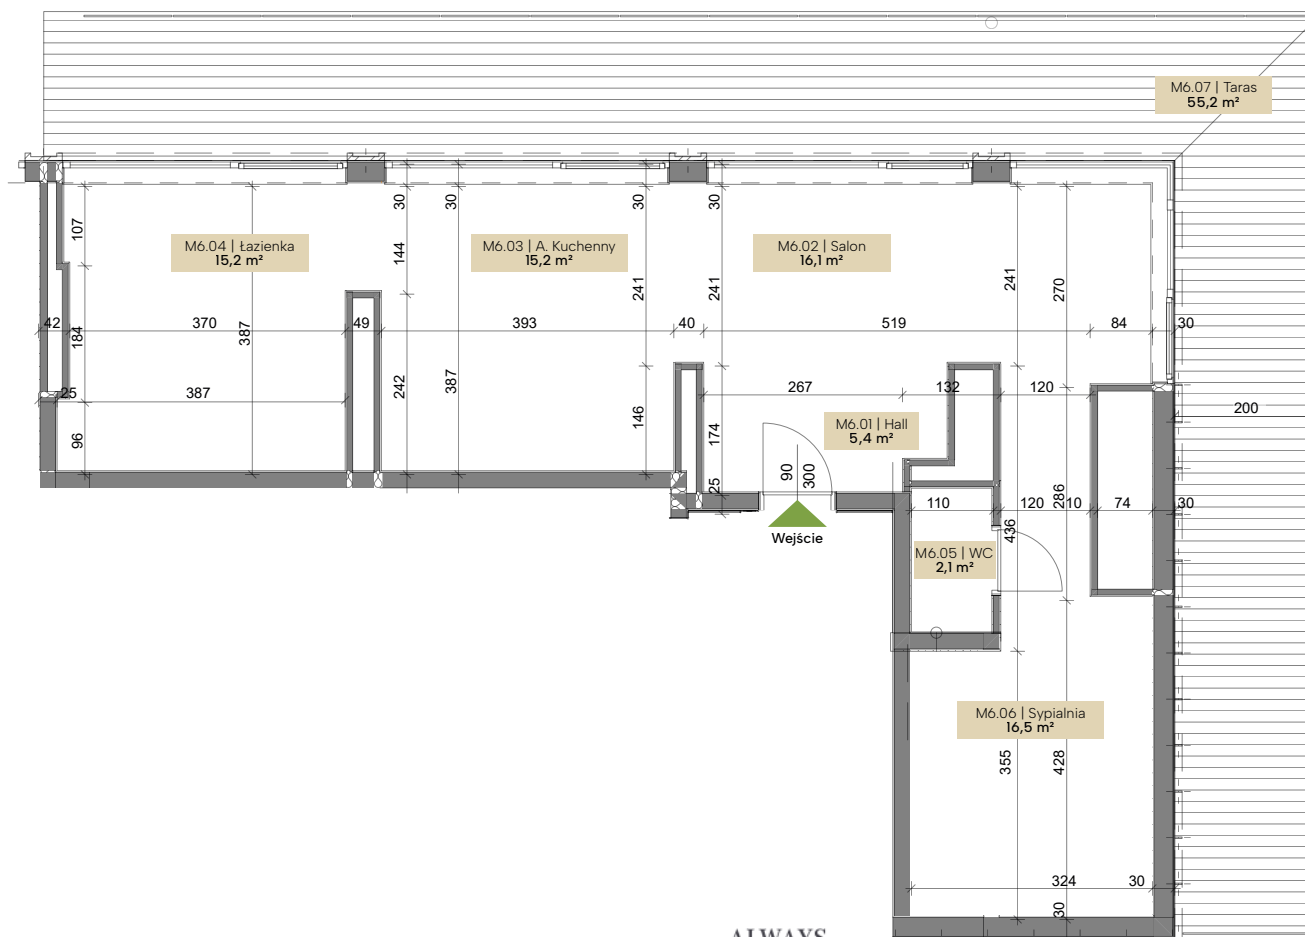 M6.07 | Taras
55,2 m²
M6.04 | Łazienka
15,2 m²
M6.03 | A. Kuchenny
15,2 m²
M6.02 | Salon
16,1 m²
107
30
144
30
30
241
30
241
241
270
42
184
370
387
49
393
40
519
84
30
25
387
242
387
146
267
132
120
200
96
174
M6.01 | Hall
5,4 m²
25
90
300
Wejście
110
120
210
286
436
74
30
M6.05 | WC
2,1 m²
M6.06 | Sypialnia
16,5 m²
355
428
324
30
30
ALWAYS